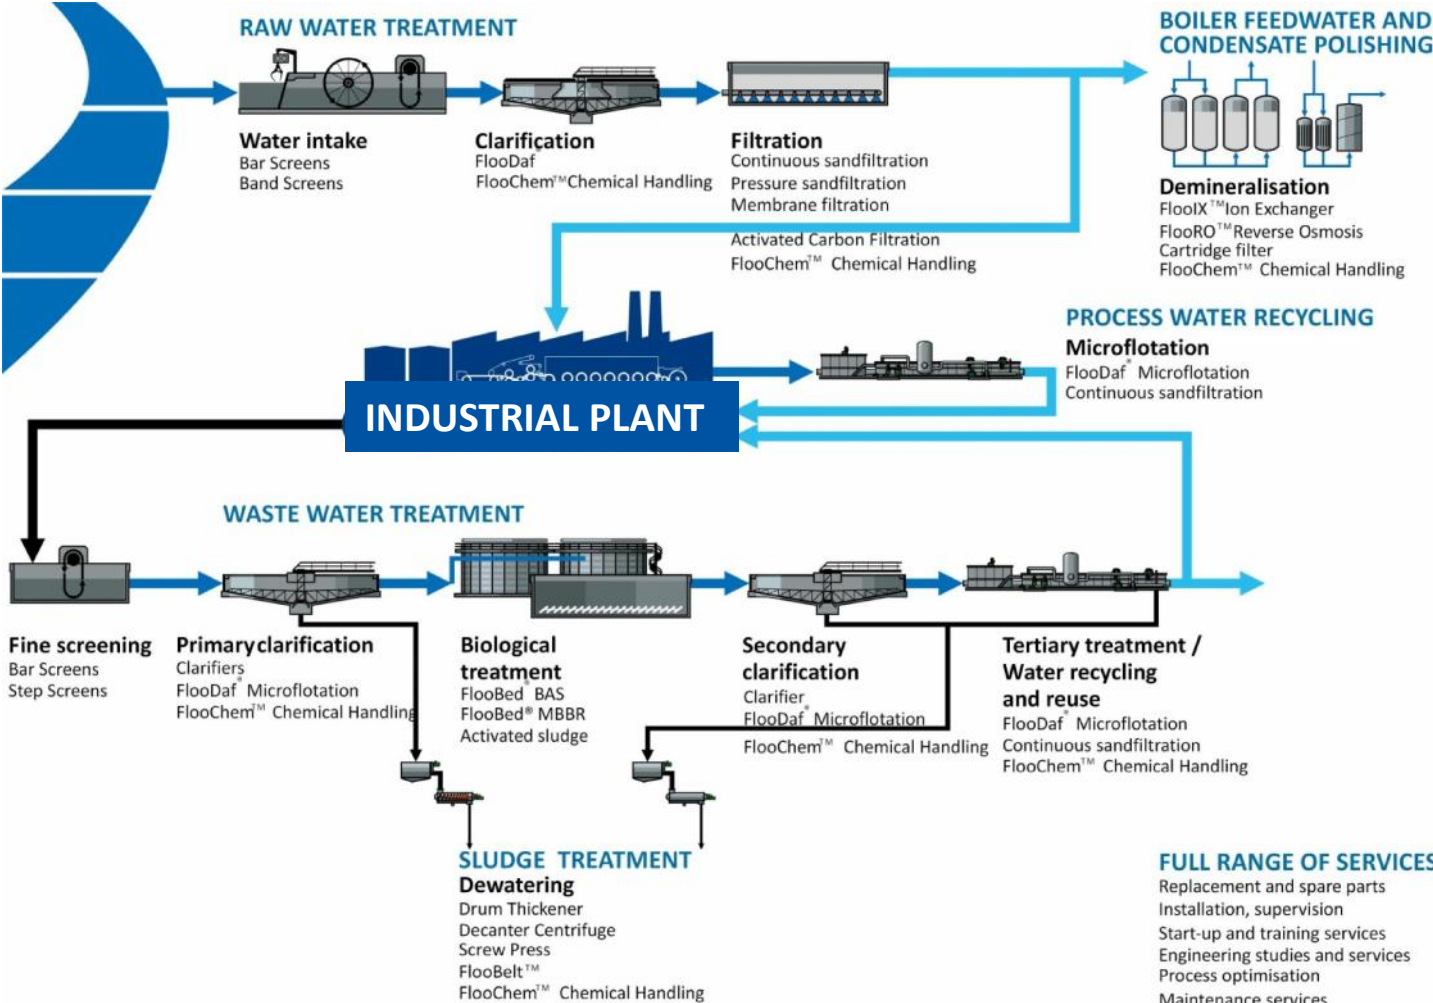 RAW WATER TREATMENT
Water intake
Bar Screens
Band Screens
Clarification
FlooDaf®
FlooChem™ Chemical Handling
Filtration
Continuous sandfiltration
Pressure sandfiltration
Membrane filtration
Activated Carbon Filtration
FlooChem™ Chemical Handling
BOILER FEEDWATER AND
CONDENSATE POLISHING
Demineralisation
FlooIX™ Ion Exchanger
FlooRO™ Reverse Osmosis
Cartridge filter
FlooChem™ Chemical Handling
PROCESS WATER RECYCLING
Microflotation
FlooDaf® Microflotation
Continuous sandfiltration
INDUSTRIAL PLANT
WASTE WATER TREATMENT
Fine screening
Bar Screens
Step Screens
Primary clarification
Clarifiers
FlooDaf® Microflotation
FlooChem™ Chemical Handling
Biological
treatment
FlooBed® BAS
FlooBed® MBBR
Activated sludge
Secondary
clarification
Clarifier
FlooDaf® Microflotation
FlooChem™ Chemical Handling
Tertiary treatment /
Water recycling
and reuse
FlooDaf® Microflotation
Continuous sandfiltration
FlooChem™ Chemical Handling
SLUDGE TREATMENT
Dewatering
Drum Thickener
Decanter Centrifuge
Screw Press
FlooBelt™
FlooChem™ Chemical Handling
FULL RANGE OF SERVICES
Replacement and spare parts
Installation, supervision
Start-up and training services
Engineering studies and services
Process optimisation
Maintenance services